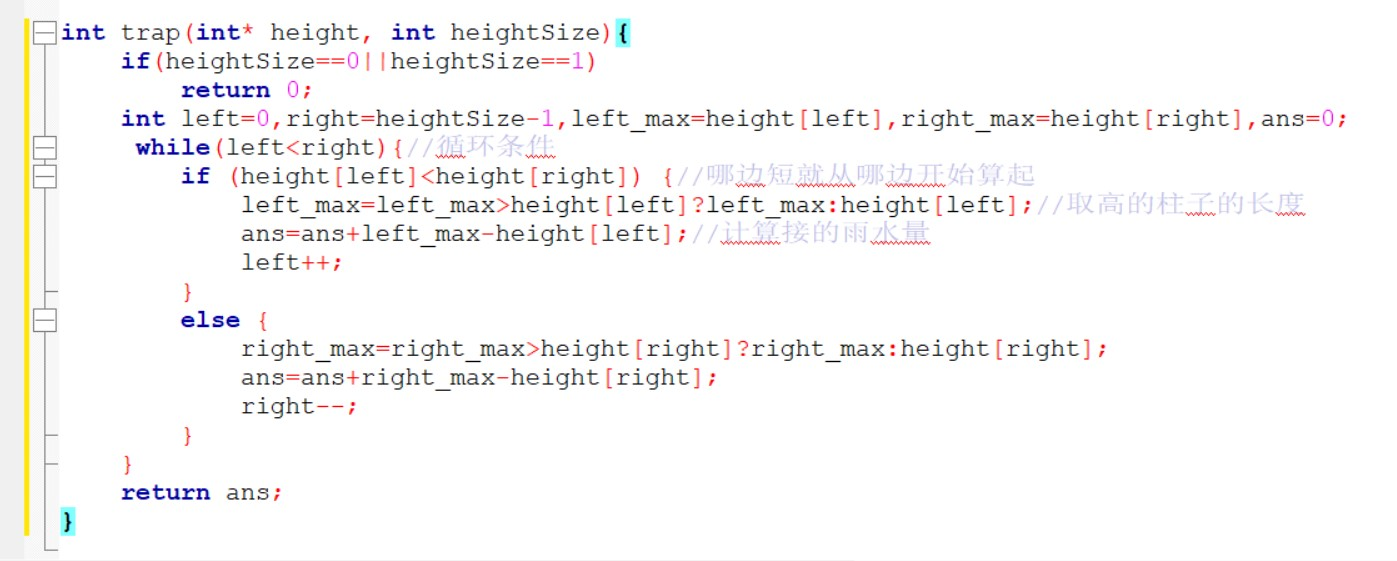 int trap(int* height, int heightSize){
if(heightSize==0||heightSize==1)
return 0;
int left=0,right=heightSize-1,left_max=height[left],right_max=height[right],ans=0;
while(left<right){//循环条件
if (height[left]<height[right]) {//哪边短就从哪边开始算起
left_max=left_max>height[left]?left_max:height[left];//取高的柱子的长度
ans=ans+left_max-height[left];//计算接的雨水量
left++;
}
else {
right_max=right_max>height[right]?right_max:height[right];
ans=ans+right_max-height[right];
right--;
}
}
return ans;
}